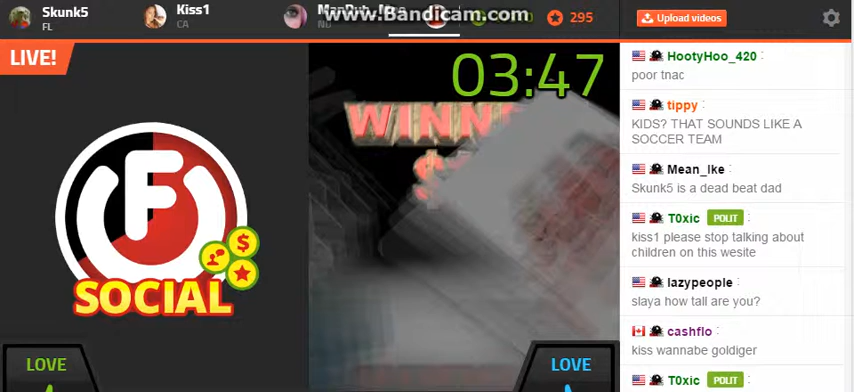 Skunk5
FL
Kiss1
CA
www.Bandicam.com
295
Upload videos
LIVE!
03:47
F
SOCIAL
$
LOVE
LOVE
HootyHoo_420 :
poor tnac
tippy :
KIDS? THAT SOUNDS LIKE A
SOCCER TEAM
Mean_Ike :
Skunk5 is a dead beat dad
T0xic POLIT :
kiss1 please stop talking about
children on this wesite
lazypeople :
slaya how tall are you?
cashflo :
kiss wannabe goldiger
T0xic POLIT :